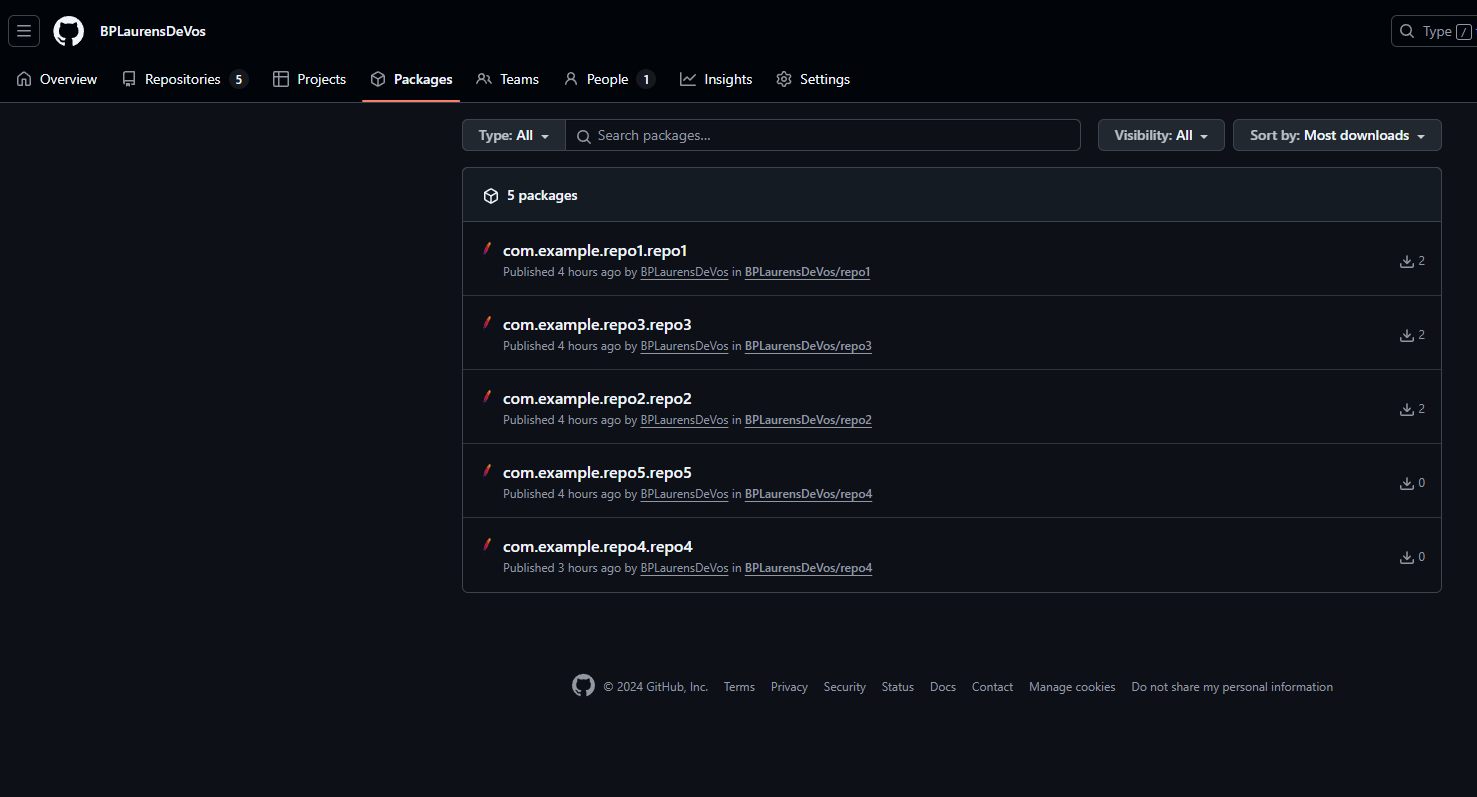 BPLaurensDeVos
Type /
Overview Repositories 5 Projects Packages Teams People 1 Insights Settings
Type: All Search packages... Visibility: All Sort by: Most downloads
5 packages
com.example.repo1.repo1
Published 4 hours ago by BPLaurensDeVos in BPLaurensDeVos/repo1 2
com.example.repo3.repo3
Published 4 hours ago by BPLaurensDeVos in BPLaurensDeVos/repo3 2
com.example.repo2.repo2
Published 4 hours ago by BPLaurensDeVos in BPLaurensDeVos/repo2 2
com.example.repo5.repo5
Published 4 hours ago by BPLaurensDeVos in BPLaurensDeVos/repo4 0
com.example.repo4.repo4
Published 3 hours ago by BPLaurensDeVos in BPLaurensDeVos/repo4 0
© 2024 GitHub, Inc. Terms Privacy Security Status Docs Contact Manage cookies Do not share my personal information